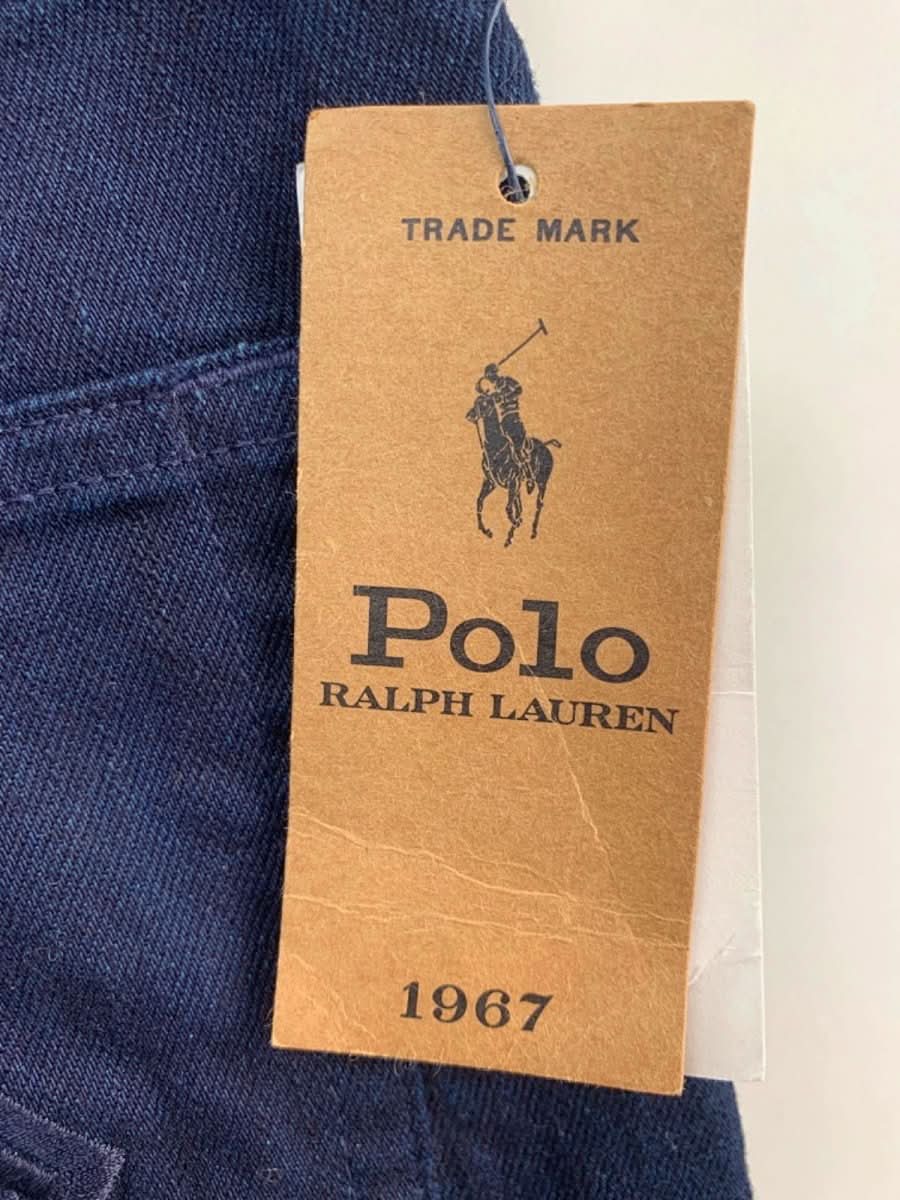 TRADE MARK
Polo
RALPH LAUREN
1967